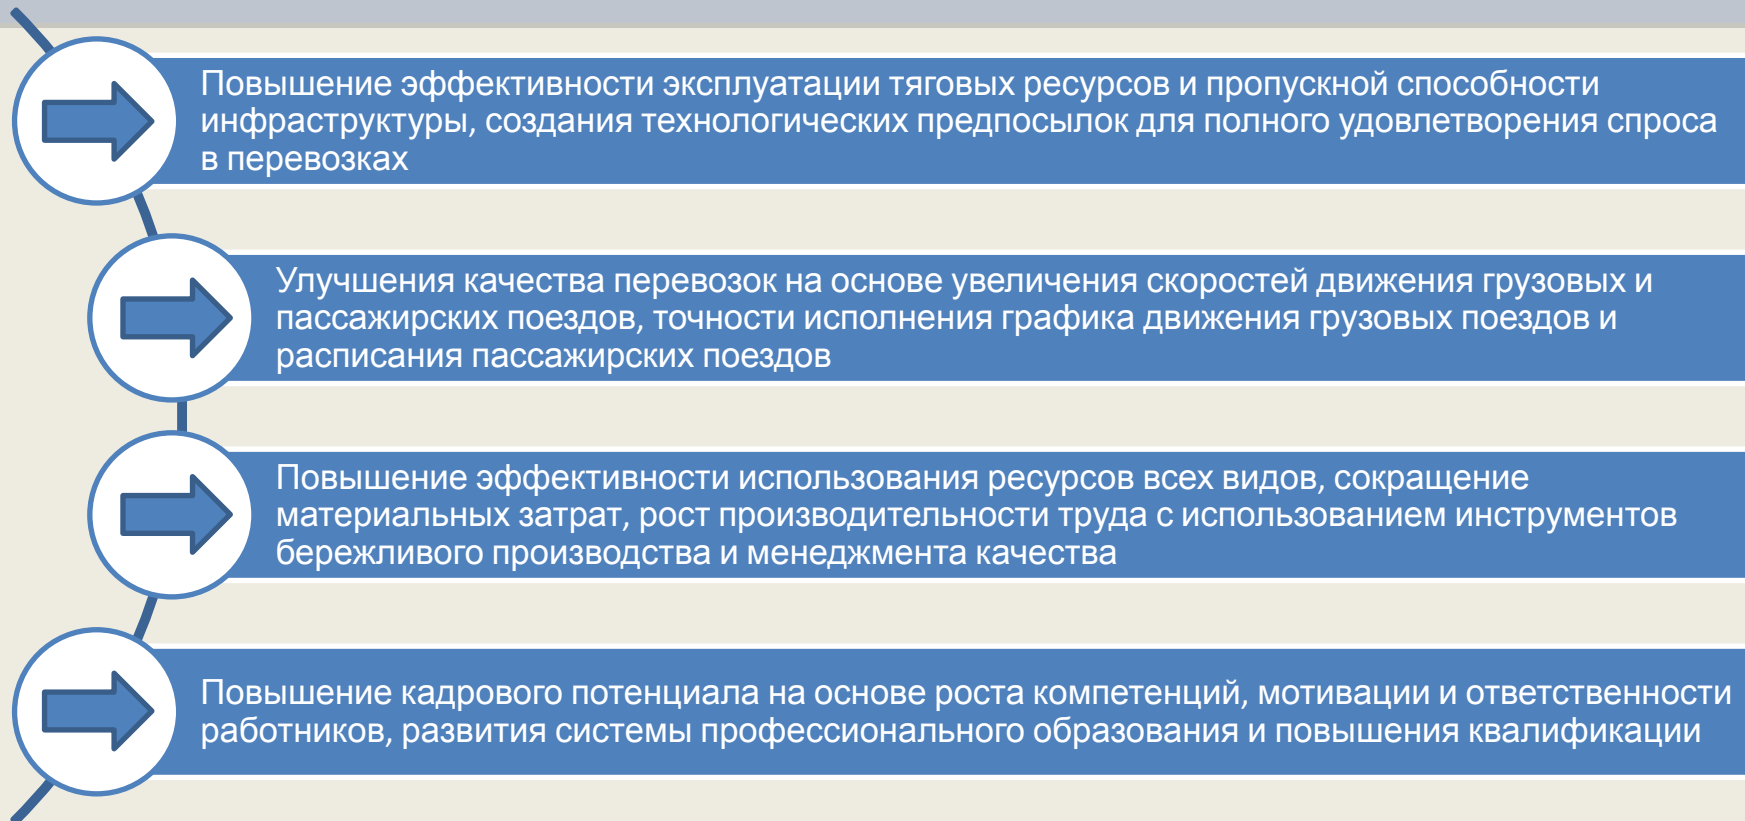 Повышение эффективности эксплуатации тяговых ресурсов и пропускной способности
инфраструктуры, создания технологических предпосылок для полного удовлетворения спроса
в перевозках
Улучшения качества перевозок на основе увеличения скоростей движения грузовых и
пассажирских поездов, точности исполнения графика движения грузовых поездов и
расписания пассажирских поездов
Повышение эффективности использования ресурсов всех видов, сокращение
материальных затрат, рост производительности труда с использованием инструментов
бережливого производства и менеджмента качества
Повышение кадрового потенциала на основе роста компетенций, мотивации и ответственности
работников, развития системы профессионального образования и повышения квалификации